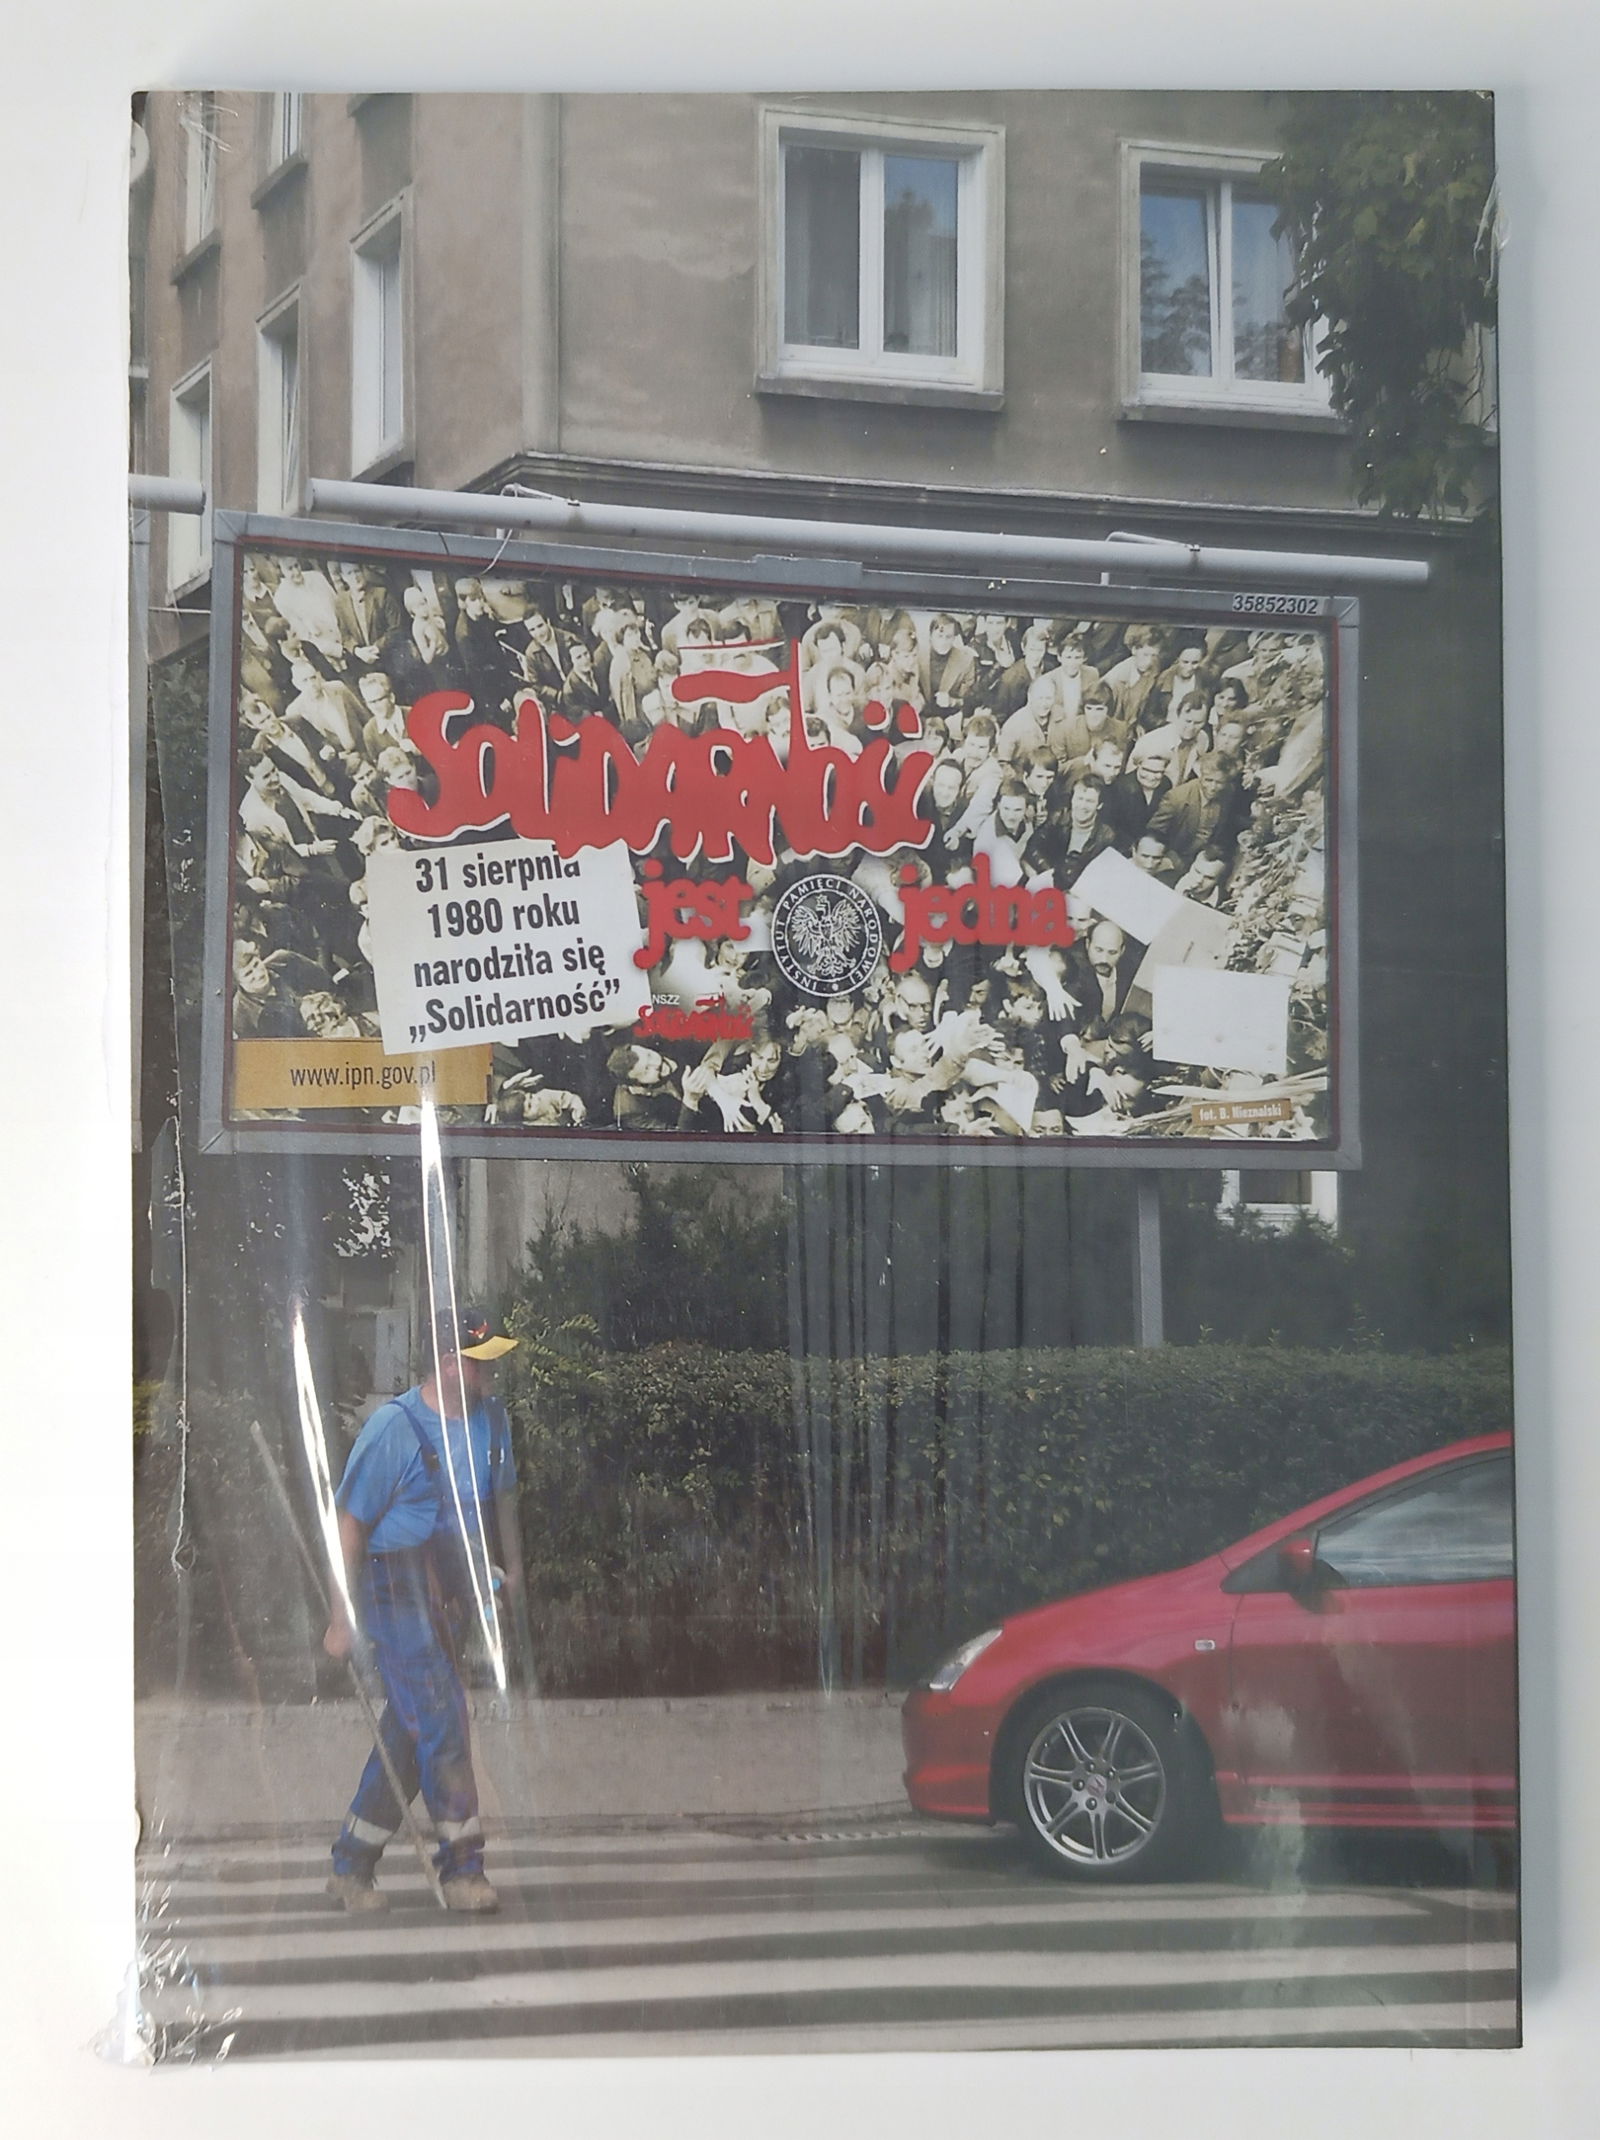 35852302
SOLIDARNOŚĆ
31 sierpnia
1980 roku
narodziła się
„Solidarność”
jest jedna
INSTYTUT PAMIĘCI NARODOWEJ
NSZZ
SOLIDARNOŚĆ
www.ipn.gov.pl
fot. B. Nieznalski